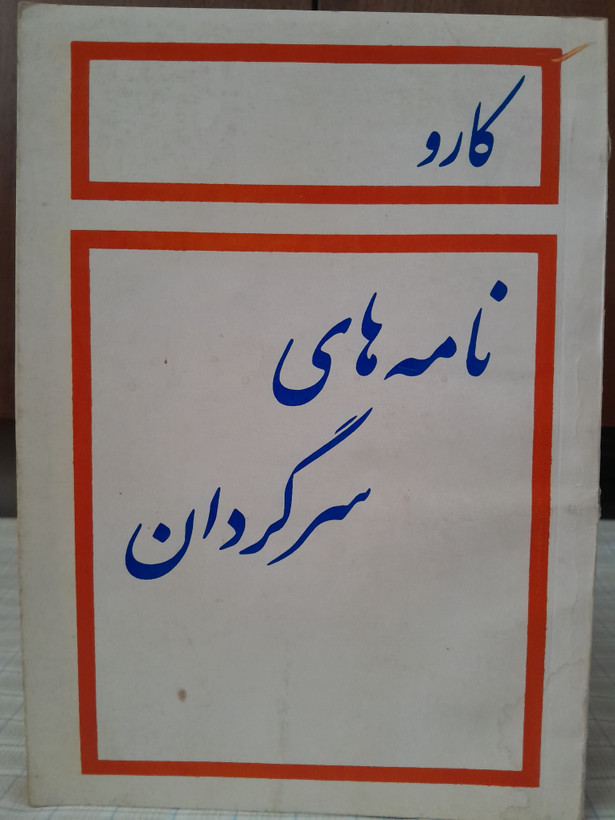 کارو
نامه های
سرگردان